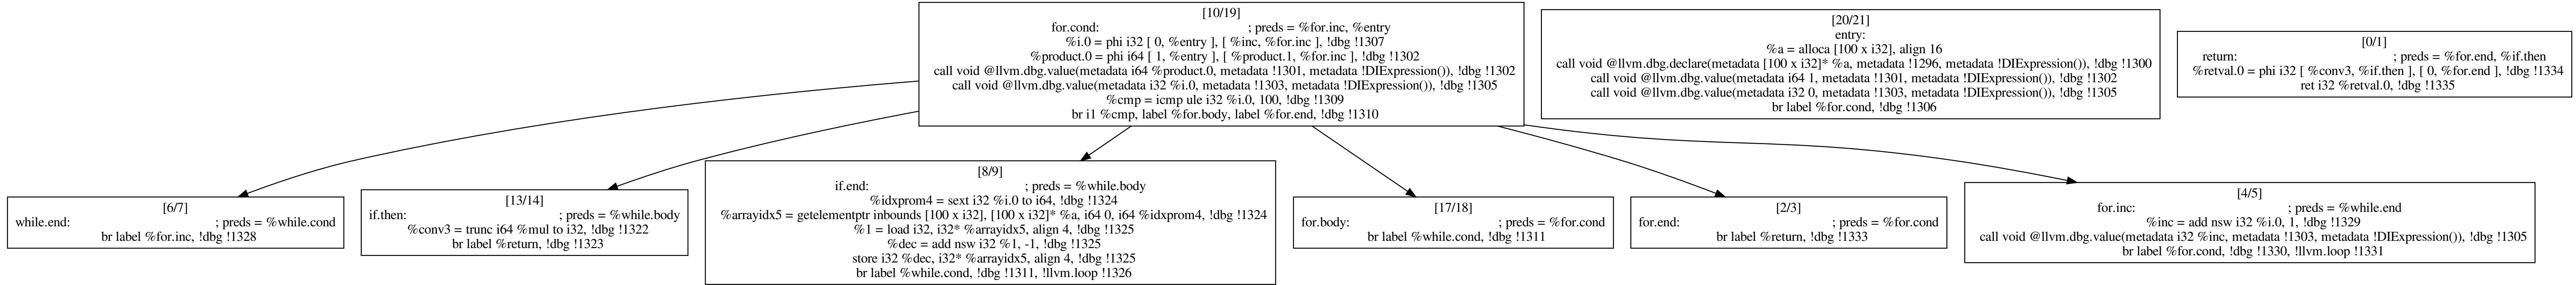 [10/19]
for.cond: ; preds = %for.inc, %entry
%i.0 = phi i32 [ 0, %entry ], [ %inc, %for.inc ], !dbg !1307
%product.0 = phi i64 [ 1, %entry ], [ %product.1, %for.inc ], !dbg !1302
call void @llvm.dbg.value(metadata i64 %product.0, metadata !1301, metadata !DIExpression()), !dbg !1302
call void @llvm.dbg.value(metadata i32 %i.0, metadata !1303, metadata !DIExpression()), !dbg !1305
%cmp = icmp ule i32 %i.0, 100, !dbg !1309
br i1 %cmp, label %for.body, label %for.end, !dbg !1310
[20/21]
entry:
%a = alloca [100 x i32], align 16
call void @llvm.dbg.declare(metadata [100 x i32]* %a, metadata !1296, metadata !DIExpression()), !dbg !1300
call void @llvm.dbg.value(metadata i64 1, metadata !1301, metadata !DIExpression()), !dbg !1302
call void @llvm.dbg.value(metadata i32 0, metadata !1303, metadata !DIExpression()), !dbg !1305
br label %for.cond, !dbg !1306
[0/1]
return: ; preds = %for.end, %if.then
%retval.0 = phi i32 [ %conv3, %if.then ], [ 0, %for.end ], !dbg !1334
ret i32 %retval.0, !dbg !1335
[6/7]
while.end: ; preds = %while.cond
br label %for.inc, !dbg !1328
[13/14]
if.then: ; preds = %while.body
%conv3 = trunc i64 %mul to i32, !dbg !1322
br label %return, !dbg !1323
[8/9]
if.end: ; preds = %while.body
%idxprom4 = sext i32 %i.0 to i64, !dbg !1324
%arrayidx5 = getelementptr inbounds [100 x i32], [100 x i32]* %a, i64 0, i64 %idxprom4, !dbg !1324
%1 = load i32, i32* %arrayidx5, align 4, !dbg !1325
%dec = add nsw i32 %1, -1, !dbg !1325
store i32 %dec, i32* %arrayidx5, align 4, !dbg !1325
br label %while.cond, !dbg !1311, !llvm.loop !1326
[17/18]
for.body: ; preds = %for.cond
br label %while.cond, !dbg !1311
[2/3]
for.end: ; preds = %for.cond
br label %return, !dbg !1333
[4/5]
for.inc: ; preds = %while.end
%inc = add nsw i32 %i.0, 1, !dbg !1329
call void @llvm.dbg.value(metadata i32 %inc, metadata !1303, metadata !DIExpression()), !dbg !1305
br label %for.cond, !dbg !1330, !llvm.loop !1331